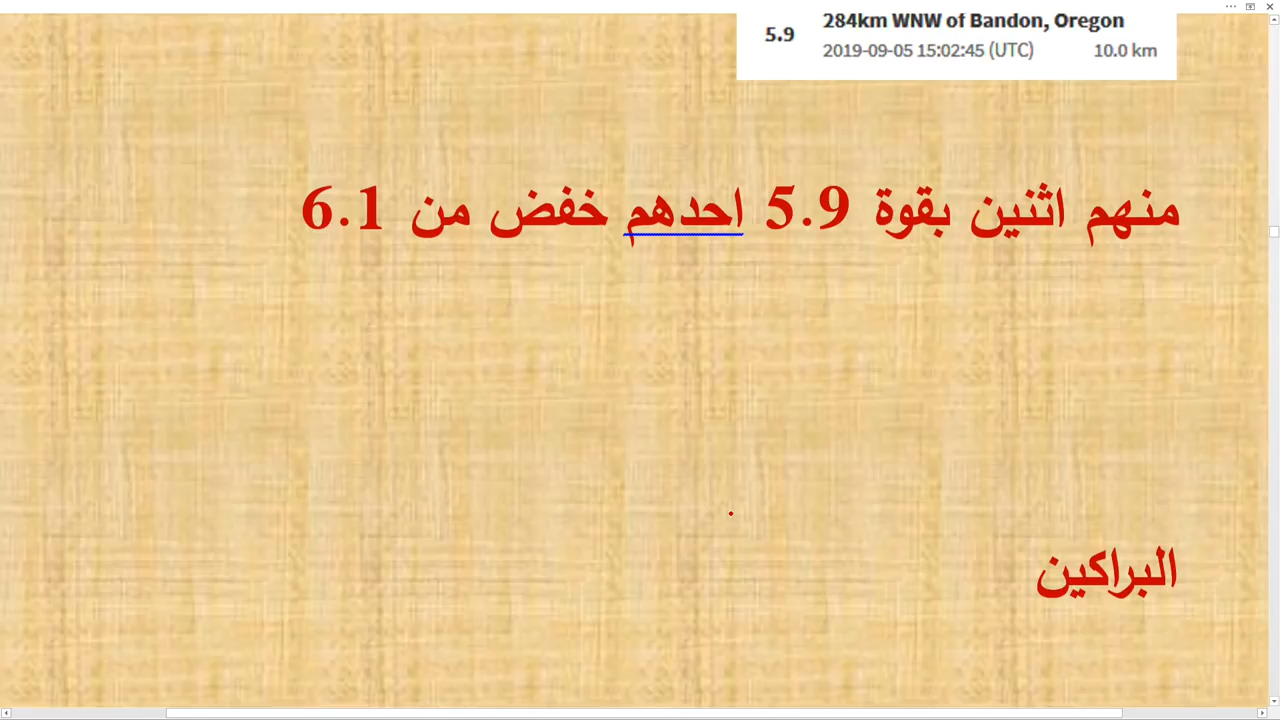 5.9 284km WNW of Bandon, Oregon
2019-09-05 15:02:45 (UTC) 10.0 km
منهم اثنين بقوة 5.9 احدهم خفض من 6.1
البراكين